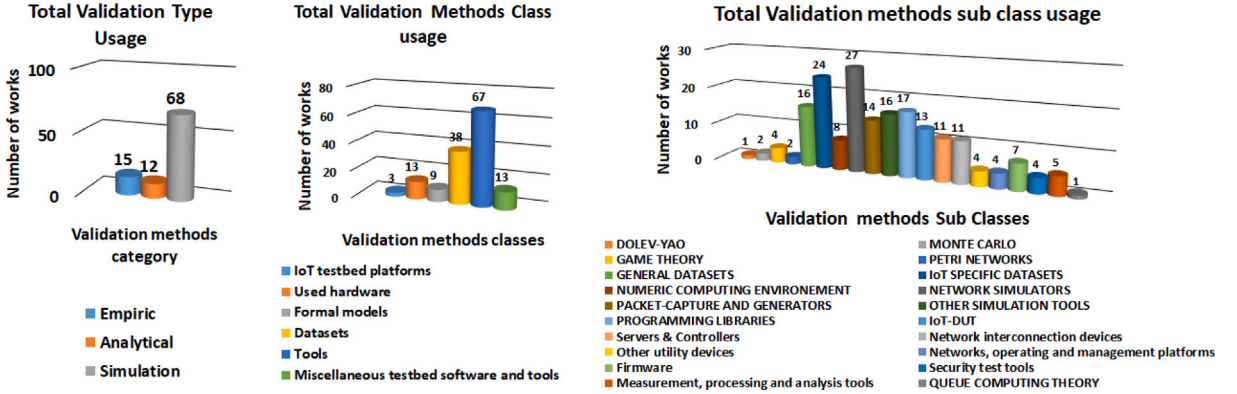 Total Validation Type
Usage
Number of works
100
50
0
15
12
68
Validation methods
category
Empiric
Analytical
Simulation
Total Validation Methods Class
usage
Number of works
80
60
40
20
0
3
13
9
38
67
13
Validation methods classes
IoT testbed platforms
Used hardware
Formal models
Datasets
Tools
Miscellaneous testbed software and tools
Total Validation methods sub class usage
Number of works
30
20
10
0
1
2
4
2
16
24
8
27
14
16
17
13
11
11
4
4
7
4
5
1
Validation methods Sub Classes
DOLEV-YAO
MONTE CARLO
GAME THEORY
PETRI NETWORKS
GENERAL DATASETS
IoT SPECIFIC DATASETS
NUMERIC COMPUTING ENVIRONEMENT
NETWORK SIMULATORS
PACKET-CAPTURE AND GENERATORS
OTHER SIMULATION TOOLS
PROGRAMMING LIBRARIES
IoT-DUT
Servers & Controllers
Network interconnection devices
Other utility devices
Networks, operating and management platforms
Firmware
Security test tools
Measurement, processing and analysis tools
QUEUE COMPUTING THEORY